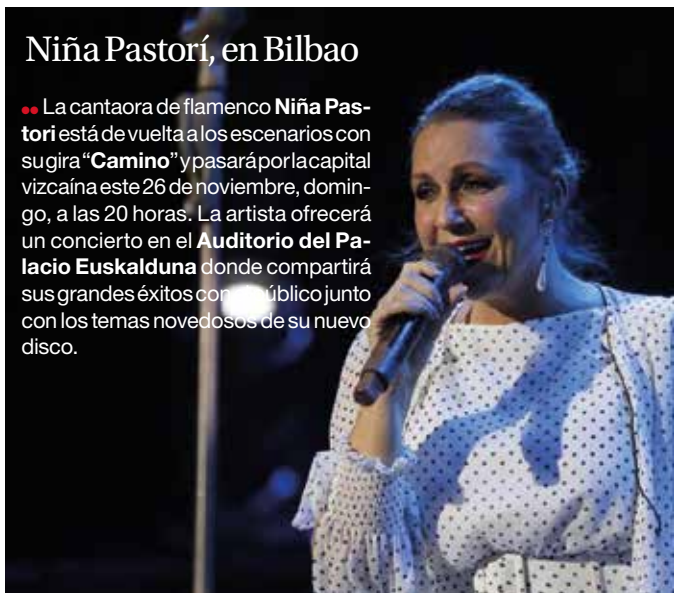 Niña Pastorí, en Bilbao
La cantaora de flamenco Niña Pas-
tori está de vuelta a los escenarios con
su gira “Camino” y pasará por la capital
vizcaína este 26 de noviembre, domin-
go, a las 20 horas. La artista ofrecerá
un concierto en el Auditorio del Pa-
lacio Euskalduna donde compartirá
sus grandes éxitos con público junto
con los temas novedosos de su nuevo
disco.